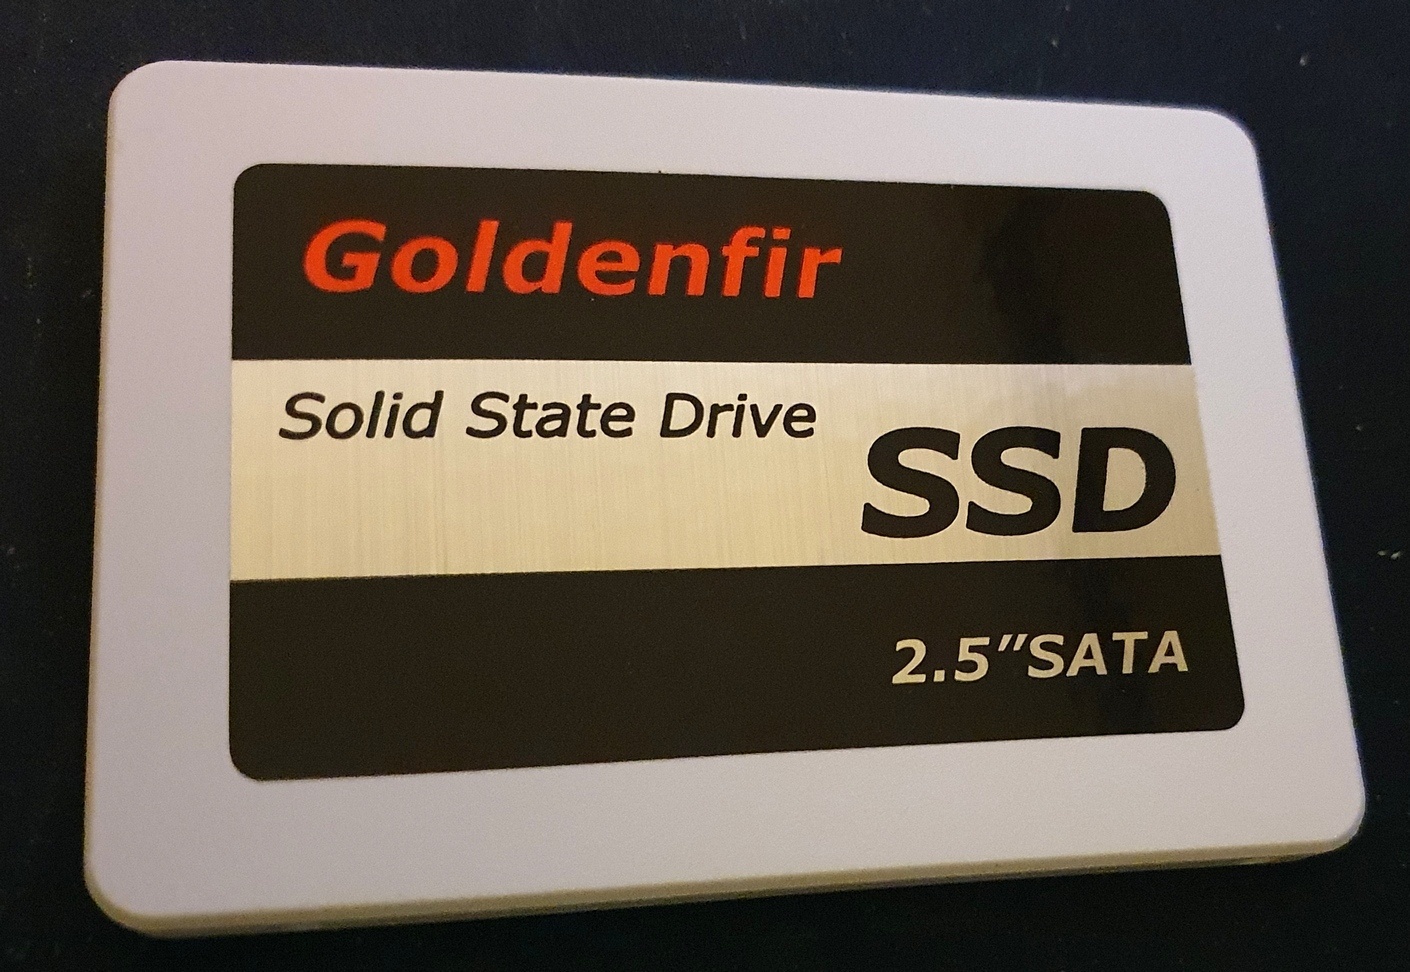 Goldenfir
Solid State Drive
SSD
2.5"SATA